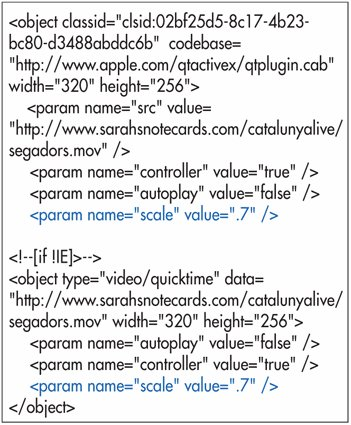 <object classid="clsid:02bf25d5-8c17-4b23-
bc80-d3488abddc6b"  codebase=
"http://www.apple.com/qtactivex/qtplugin.cab"
width="320" height="256">
<param name="src" value=
"http://www.sarahsnotecards.com/catalunyalive/
segadors.mov" />
<param name="controller" value="true" />
<param name="autoplay" value="false" />
<param name="scale" value=".7" />
<!--[if !IE]>-->
<object type="video/quicktime" data=
"http://www.sarahsnotecards.com/catalunyalive/
segadors.mov" width="320" height="256">
<param name="autoplay" value="false" />
<param name="controller" value="true" />
<param name="scale" value=".7" />
</object>